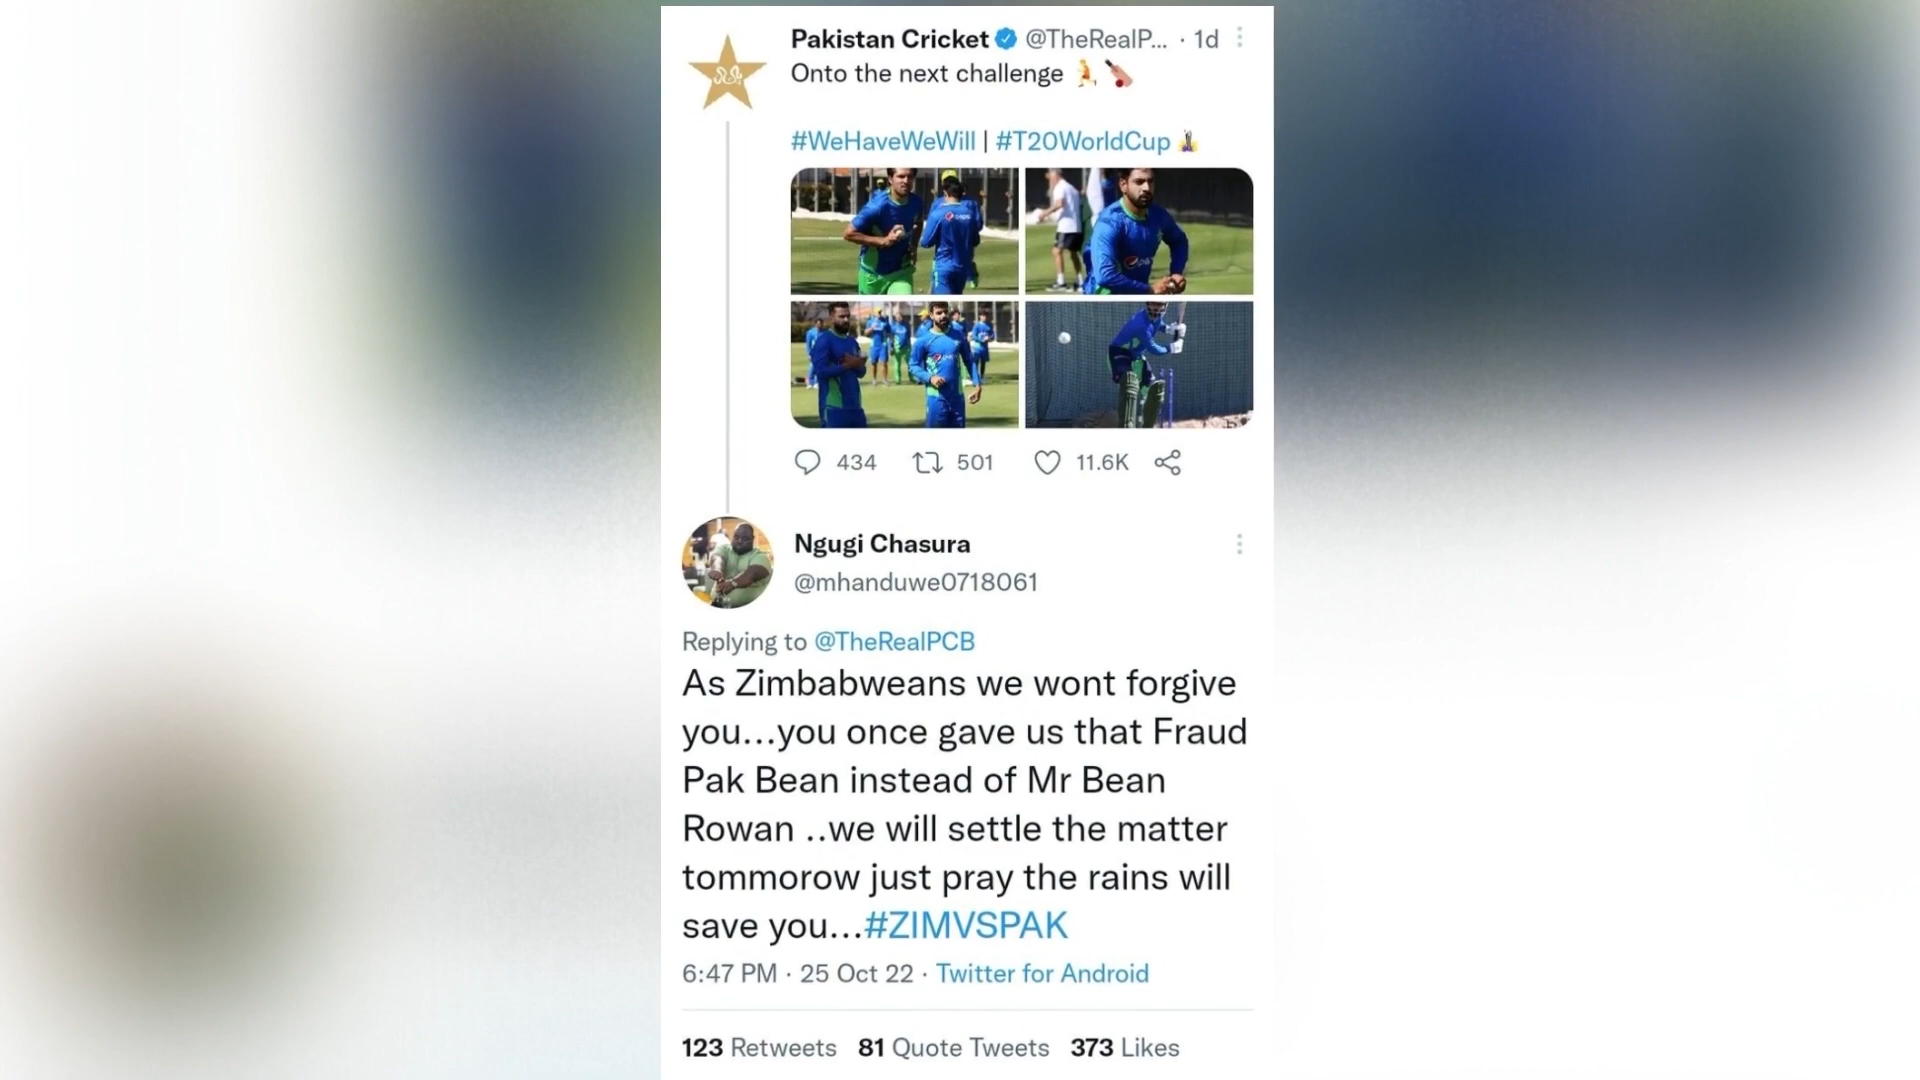 Pakistan Cricket @TheRealP... · 1d
Onto the next challenge 🏃🏏
#WeHaveWeWill | #T20WorldCup
434 501 11.6K
Ngugi Chasura
@mhanduwe0718061
Replying to @TheRealPCB
As Zimbabweans we wont forgive
you...you once gave us that Fraud
Pak Bean instead of Mr Bean
Rowan ..we will settle the matter
tommorow just pray the rains will
save you...#ZIMVSPAK
6:47 PM · 25 Oct 22 · Twitter for Android
123 Retweets 81 Quote Tweets 373 Likes